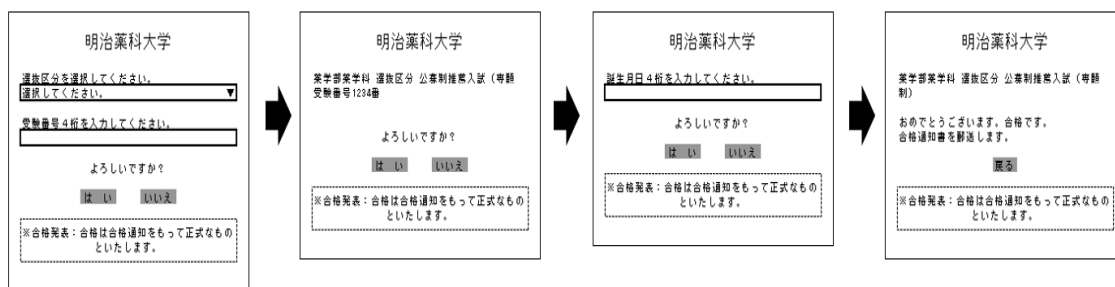 明治薬科大学
選抜区分を選択してください。
選択してください。▼
受験番号4桁を入力してください。
よろしいですか？
はい いいえ
※合格発表：合格は合格通知をもって正式なもの
といたします。
明治薬科大学
薬学部薬学科 選抜区分 公募制推薦入試（専願
受験番号1234番
よろしいですか？
はい いいえ
※合格発表：合格は合格通知をもって正式なもの
といたします。
明治薬科大学
誕生月日4桁を入力してください。
よろしいですか？
はい いいえ
※合格発表：合格は合格通知をもって正式なもの
といたします。
明治薬科大学
薬学部薬学科 選抜区分 公募制推薦入試（専願
制）
おめでとうございます。合格です。
合格通知書を郵送します。
戻る
※合格発表：合格は合格通知をもって正式なもの
といたします。